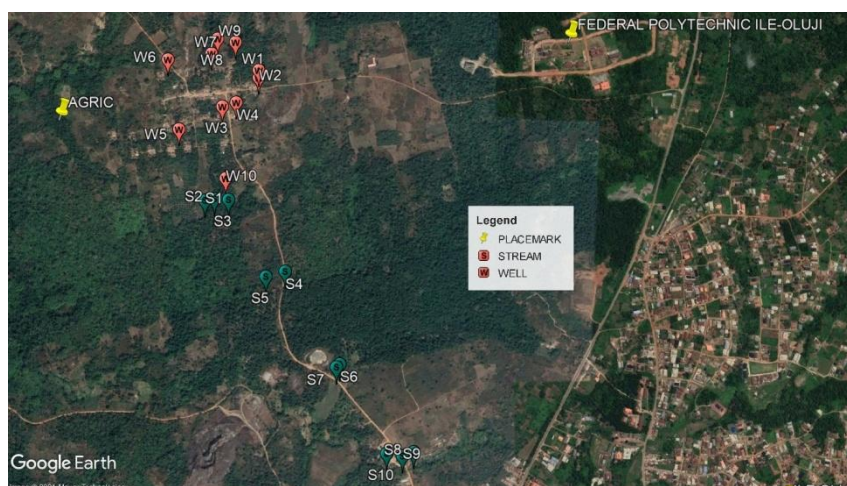 FEDERAL POLYTECHNIC ILE-OLUJI
W9
W7
W6
W8
W1
W2
AGRIC
W3
W4
W5
W10
S2
S1
S3
S4
S5
Legend
PLACEMARK
S STREAM
W WELL
S7
S6
S8
S9
S10
Google Earth